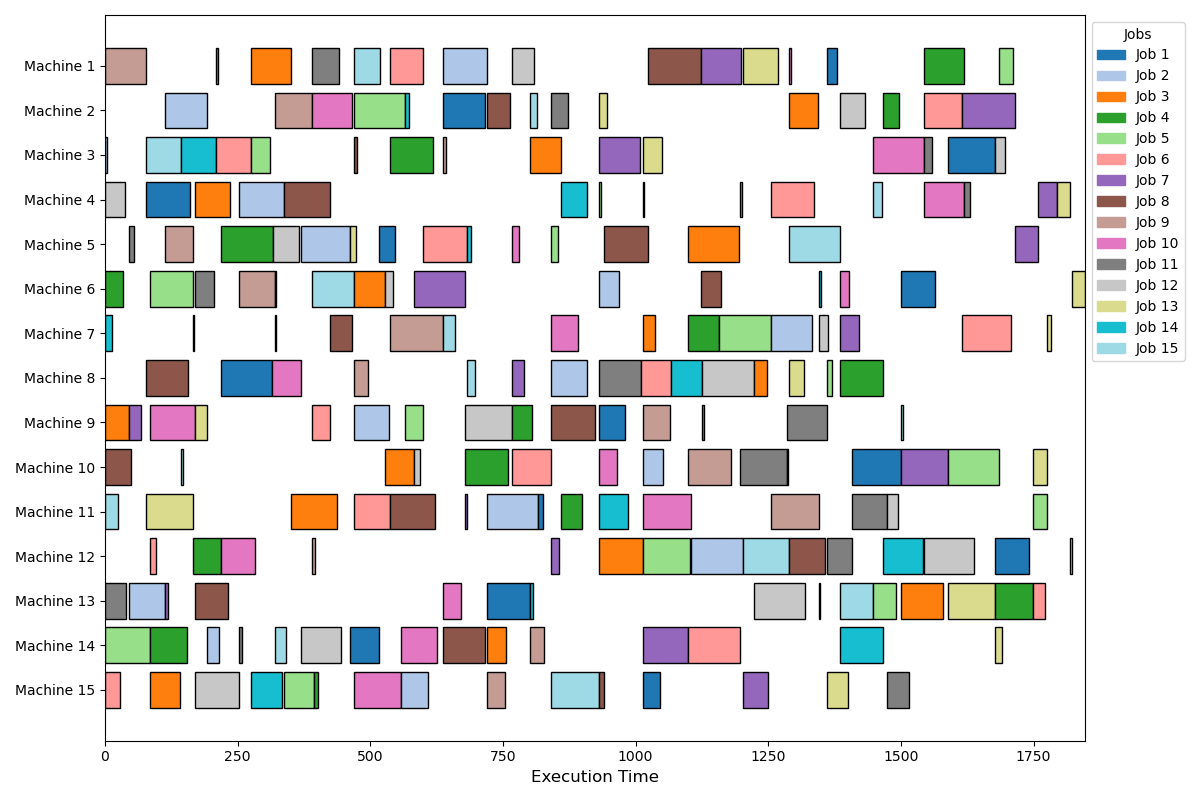 Machine 1
Machine 2
Machine 3
Machine 4
Machine 5
Machine 6
Machine 7
Machine 8
Machine 9
Machine 10
Machine 11
Machine 12
Machine 13
Machine 14
Machine 15
0 250 500 750 1000 1250 1500 1750
Execution Time
Jobs
Job 1
Job 2
Job 3
Job 4
Job 5
Job 6
Job 7
Job 8
Job 9
Job 10
Job 11
Job 12
Job 13
Job 14
Job 15